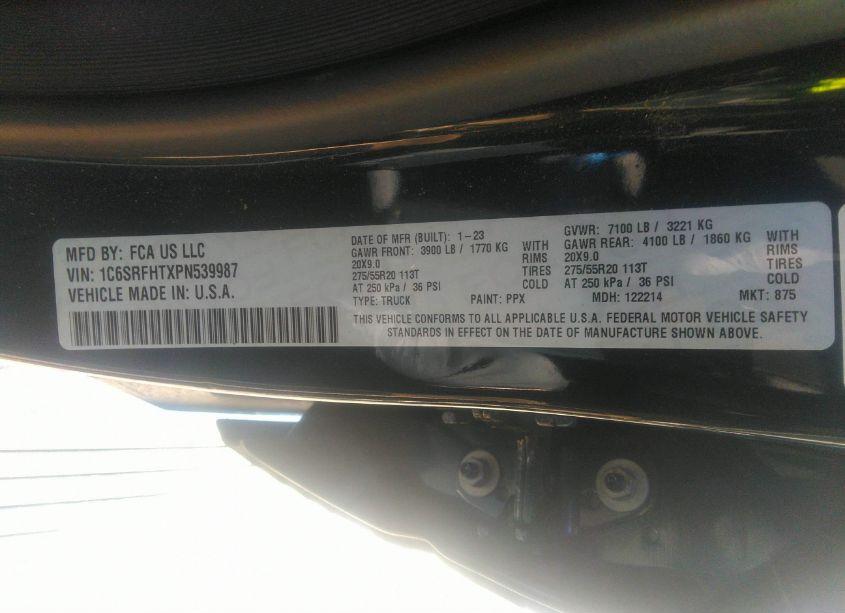 MFD BY: FCA US LLC
VIN: 1C6SRFHTXPN539987
VEHICLE MADE IN: U.S.A.
DATE OF MFR (BUILT): 1-23
GAWR FRONT: 3900 LB / 1770 KG WITH
20X9.0 RIMS
275/55R20 113T TIRES
AT 250 kPa / 36 PSI COLD
TYPE: TRUCK PAINT: PPX
GVWR: 7100 LB / 3221 KG
GAWR REAR: 4100 LB / 1860 KG WITH
20X9.0 RIMS
275/55R20 113T TIRES
AT 250 kPa / 36 PSI COLD
MDH: 122214 MKT: 875
THIS VEHICLE CONFORMS TO ALL APPLICABLE U.S.A. FEDERAL MOTOR VEHICLE SAFETY
STANDARDS IN EFFECT ON THE DATE OF MANUFACTURE SHOWN ABOVE.